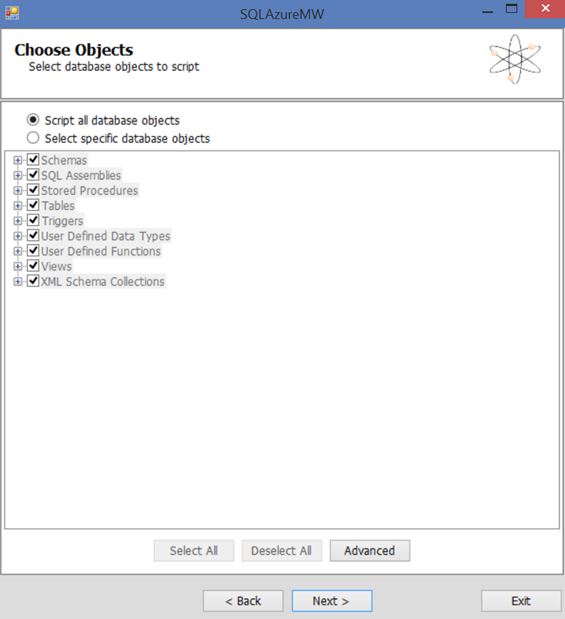 SQLAzureMW
Choose Objects
Select database objects to script
Script all database objects
Select specific database objects
Schemas
SQL Assemblies
Stored Procedures
Tables
Triggers
User Defined Data Types
User Defined Functions
Views
XML Schema Collections
Select All Deselect All Advanced
< Back Next > Exit